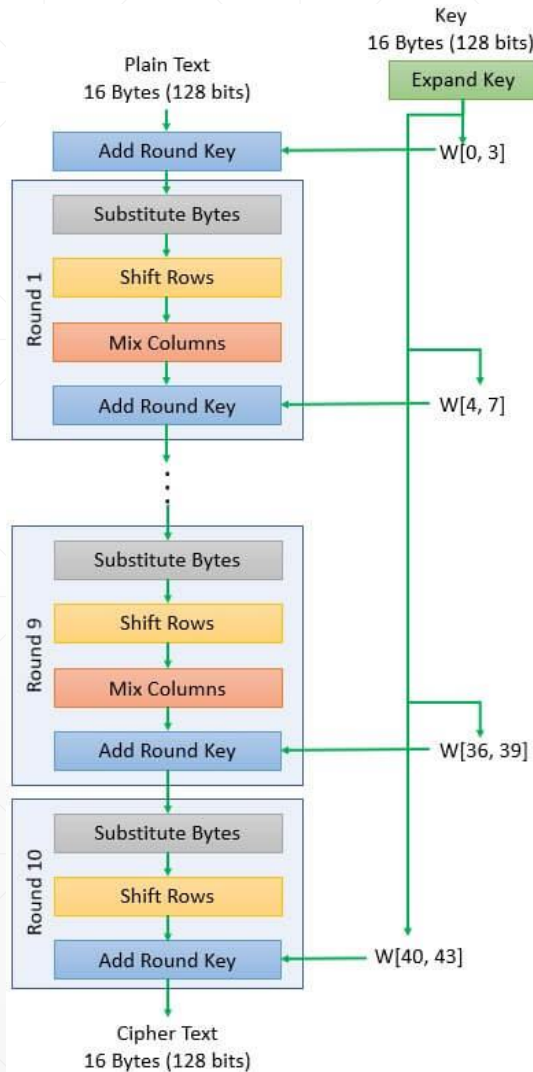 Key
16 Bytes (128 bits)
Plain Text
16 Bytes (128 bits)
Expand Key
Add Round Key
W[0, 3]
Round 1
Substitute Bytes
Shift Rows
Mix Columns
Add Round Key
W[4, 7]
Round 9
Substitute Bytes
Shift Rows
Mix Columns
Add Round Key
W[36, 39]
Round 10
Substitute Bytes
Shift Rows
Add Round Key
W[40, 43]
Cipher Text
16 Bytes (128 bits)